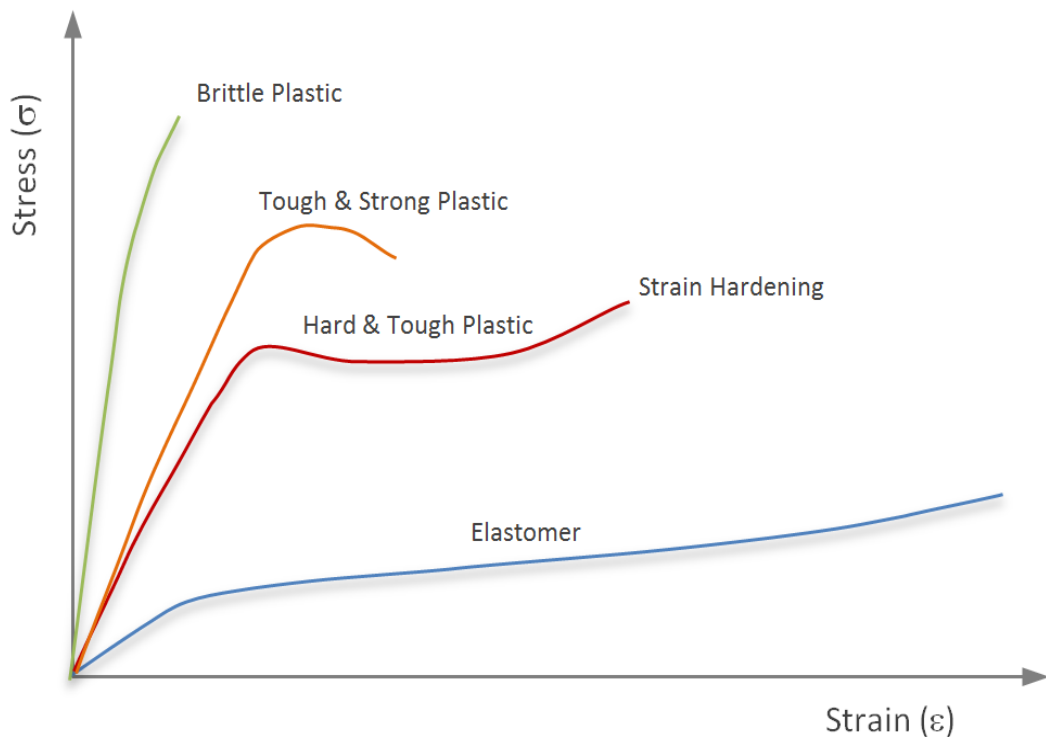 Stress (σ)
Brittle Plastic
Tough & Strong Plastic
Strain Hardening
Hard & Tough Plastic
Elastomer
Strain (ε)